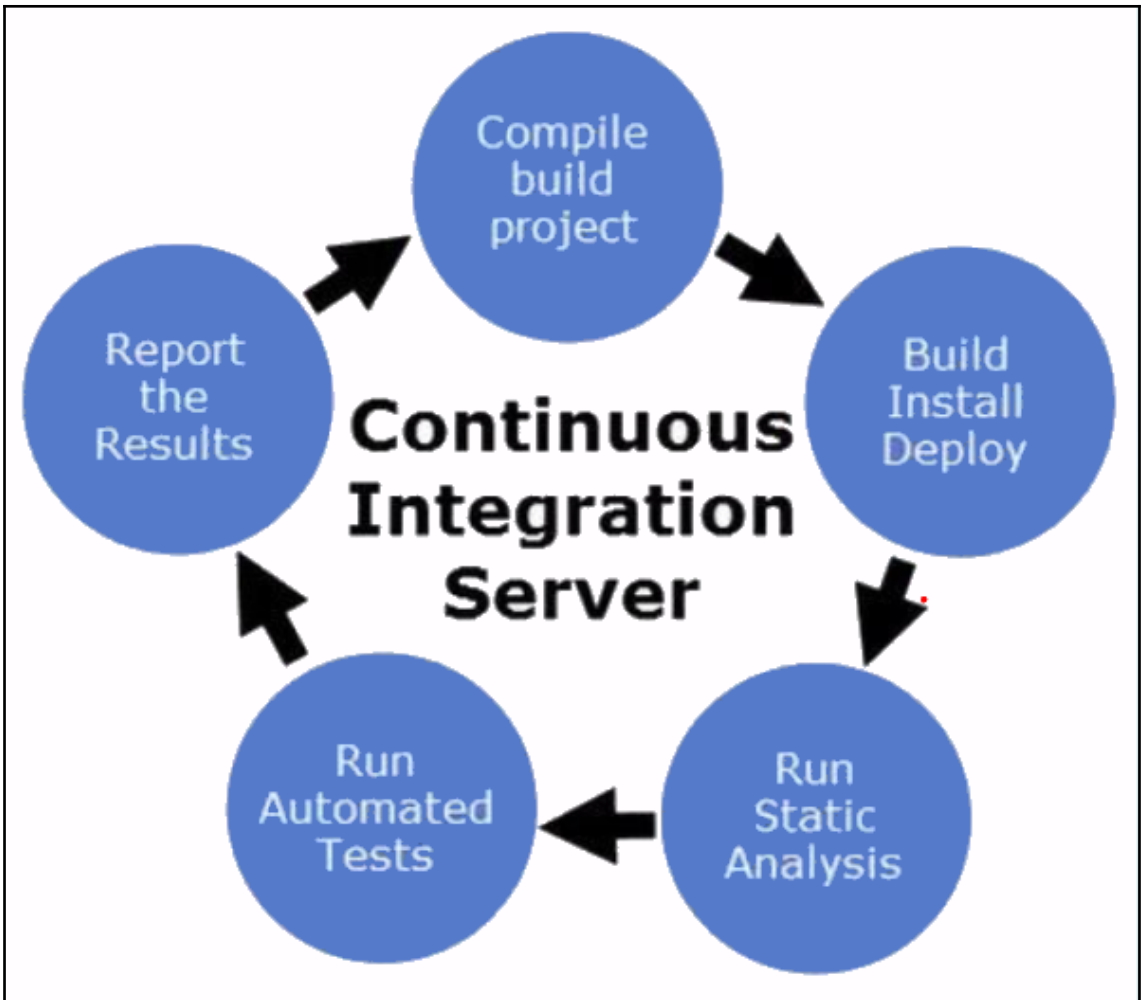 Compile
build
project
Build
Install
Deploy
Run
Static
Analysis
Run
Automated
Tests
Report
the
Results
Continuous
Integration
Server